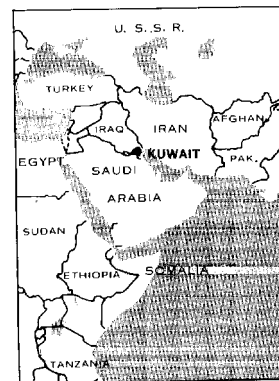 U. S. S. R.
TURKEY
IRAQ
IRAN
AFGHAN.
KUWAIT
EGYPT
SAUDI
PAK.
ARABIA
SUDAN
ETHIOPIA
SOMALIA
TANZANIA